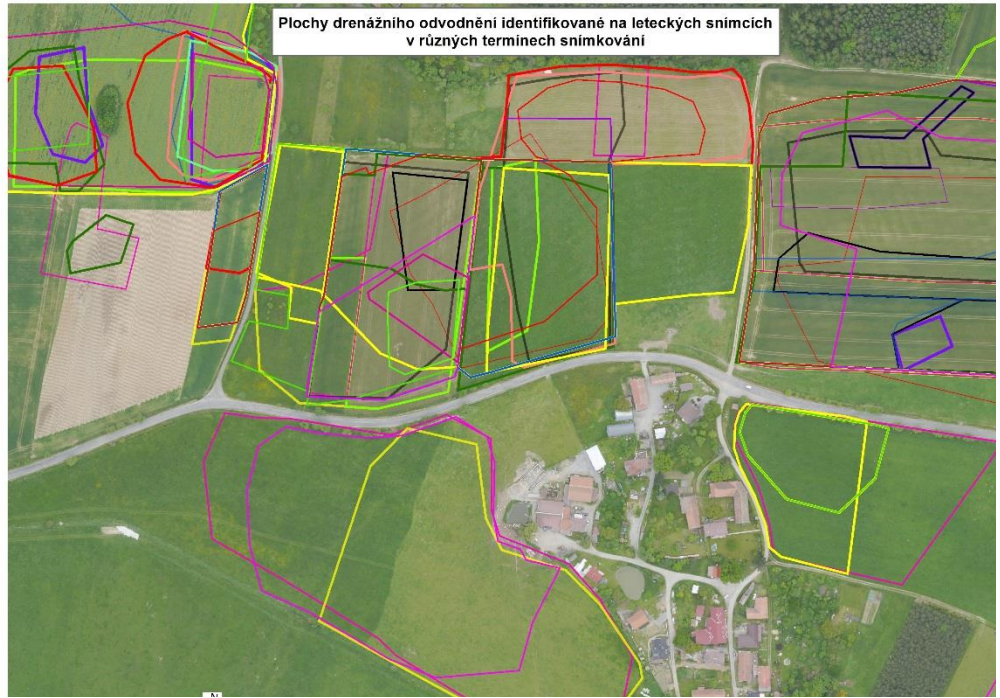 Plochy drenážního odvodnění identifikované na leteckých snímcích
v různých termínech snímkování
N